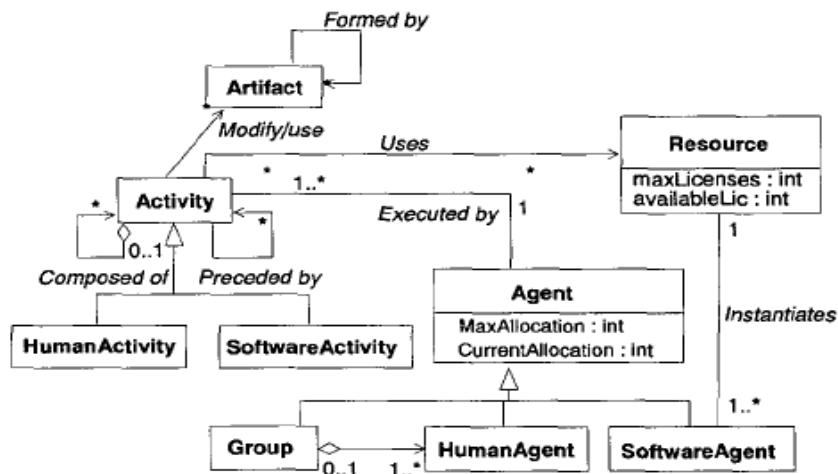 Formed by
Artifact
*
*
Modify/use
Uses
Resource
maxLicenses : int
availableLic : int
Activity
*
1..*
*
Executed by
1
1
*
*
0..1
Composed of
Preceded by
Agent
MaxAllocation : int
CurrentAllocation : int
Instantiates
HumanActivity
SoftwareActivity
1..*
Group
HumanAgent
SoftwareAgent
0..1
1..*